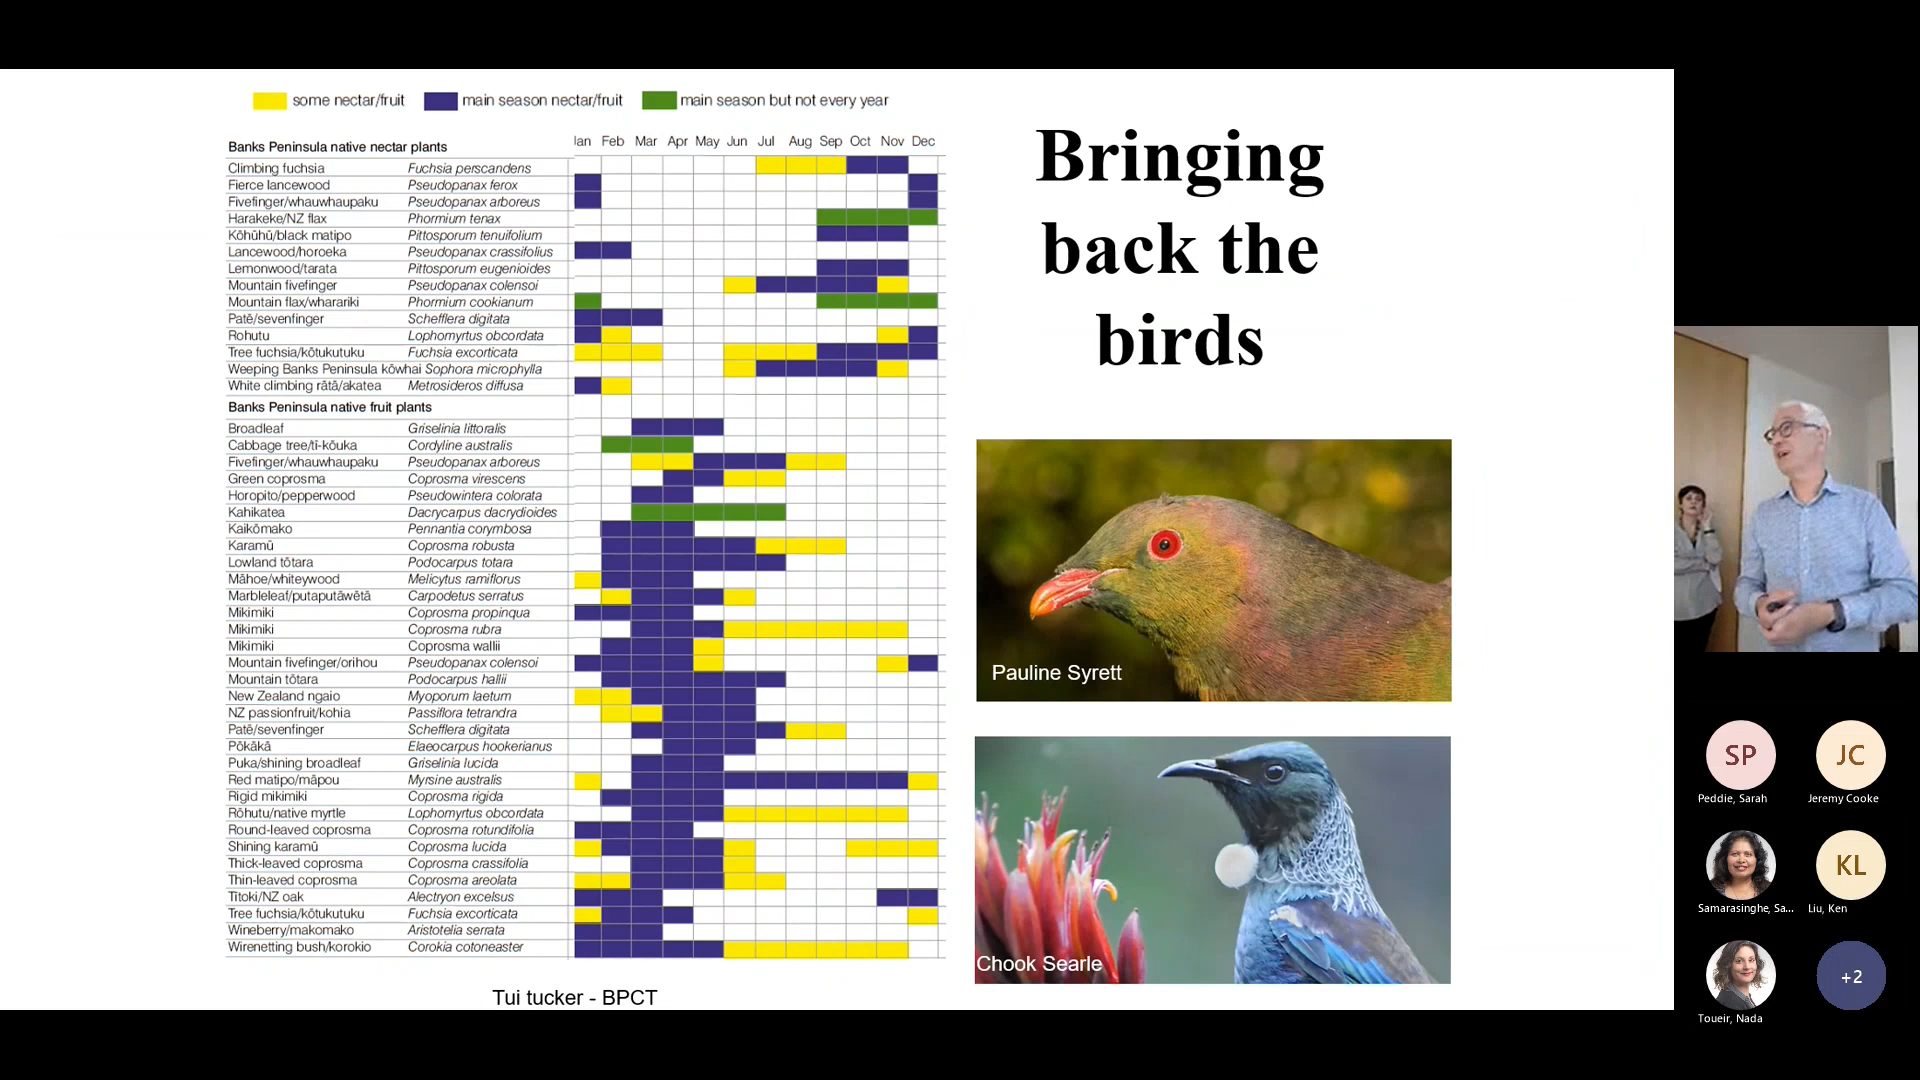 some nectar/fruit main season nectar/fruit main season but not every year
Banks Peninsula native nectar plants Jan Feb Mar Apr May Jun Jul Aug Sep Oct Nov Dec
Climbing fuchsia Fuchsia perscandens
Fierce lancewood Pseudopanax ferox
Fivefinger/whauwhaupaku Pseudopanax arboreus
Harakeke/NZ flax Phormium tenax
Kōhūhū/black matipo Pittosporum tenuifolium
Lancewood/horoeka Pseudopanax crassifolius
Lemonwood/tarata Pittosporum eugenioides
Mountain fivefinger Pseudopanax colensoi
Mountain flax/wharariki Phormium cookianum
Patē/sevenfinger Schefflera digitata
Rohutu Lophomyrtus obcordata
Tree fuchsia/kōtukutuku Fuchsia excorticata
Weeping Banks Peninsula kōwhai Sophora microphylla
White climbing rātā/akatea Metrosideros diffusa
Banks Peninsula native fruit plants
Broadleaf Griselinia littoralis
Cabbage tree/tī-kōuka Cordyline australis
Fivefinger/whauwhaupaku Pseudopanax arboreus
Green coprosma Coprosma virescens
Horopito/pepperwood Pseudowintera colorata
Kahikatea Dacrycarpus dacrydioides
Kaikōmako Pennantia corymbosa
Karamū Coprosma robusta
Lowland tōtara Podocarpus totara
Māhoe/whiteywood Melicytus ramiflorus
Marbleleaf/putaputāwētā Carpodetus serratus
Mikimiki Coprosma propinqua
Mikimiki Coprosma rubra
Mikimiki Coprosma wallii
Mountain fivefinger/orihou Pseudopanax colensoi
Mountain tōtara Podocarpus hallii
New Zealand ngaio Myoporum laetum
NZ passionfruit/kohia Passiflora tetrandra
Patē/sevenfinger Schefflera digitata
Pōkākā Elaeocarpus hookerianus
Puka/shining broadleaf Griselinia lucida
Red matipo/māpou Myrsine australis
Rigid mikimiki Coprosma rigida
Rōhutu/native myrtle Lophomyrtus obcordata
Round-leaved coprosma Coprosma rotundifolia
Shining karamū Coprosma lucida
Thick-leaved coprosma Coprosma crassifolia
Thin-leaved coprosma Coprosma areolata
Tītoki/NZ oak Alectryon excelsus
Tree fuchsia/kōtukutuku Fuchsia excorticata
Wineberry/makomako Aristotelia serrata
Wirenetting bush/korokio Corokia cotoneaster
Tui tucker - BPCT
Bringing
back the
birds
Pauline Syrett
Chook Searle
SP JC
Peddie, Sarah Jeremy Cooke
KL
Samarasinghe, Sa... Liu, Ken
+2
Toueir, Nada